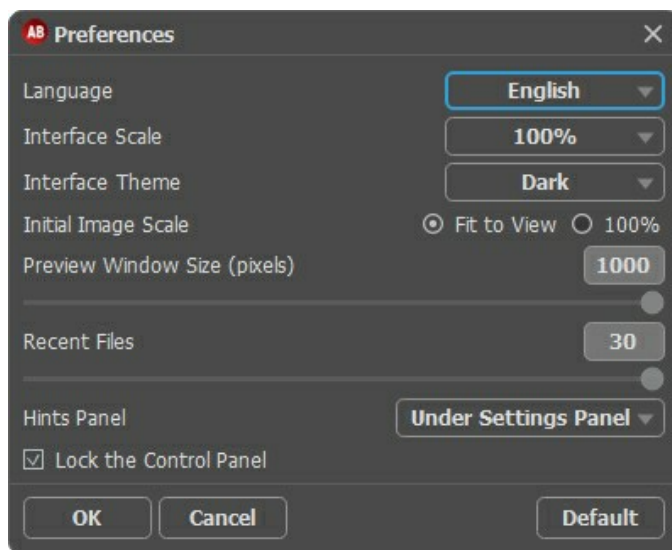 AB Preferences
Language English
Interface Scale 100%
Interface Theme Dark
Initial Image Scale Fit to View 100%
Preview Window Size (pixels) 1000
Recent Files 30
Hints Panel Under Settings Panel
Lock the Control Panel
OK Cancel Default